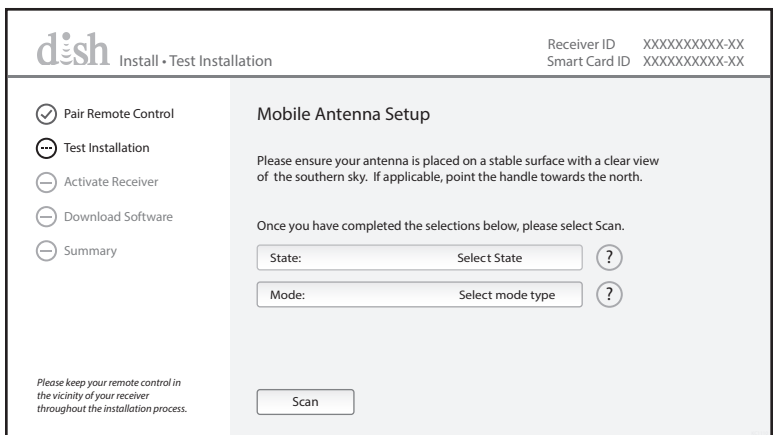 dish Install • Test Installation
Receiver ID XXXXXXXXXX-XX
Smart Card ID XXXXXXXXXX-XX
Pair Remote Control
Test Installation
Activate Receiver
Download Software
Summary
Please keep your remote control in
the vicinity of your receiver
throughout the installation process.
Mobile Antenna Setup
Please ensure your antenna is placed on a stable surface with a clear view
of the southern sky. If applicable, point the handle towards the north.
Once you have completed the selections below, please select Scan.
State: Select State ?
Mode: Select mode type ?
Scan